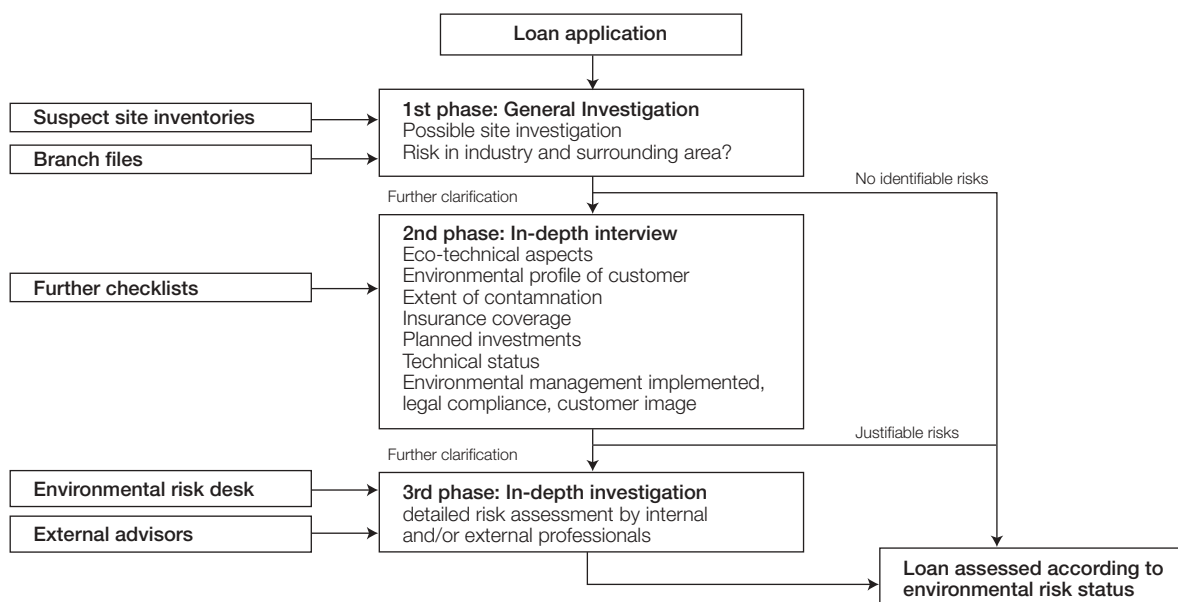 Loan application
Suspect site inventories
Branch files
1st phase: General Investigation
Possible site investigation
Risk in industry and surrounding area?
Further clarification
No identifiable risks
Further checklists
2nd phase: In-depth interview
Eco-technical aspects
Environmental profile of customer
Extent of contamnation
Insurance coverage
Planned investments
Technical status
Environmental management implemented,
legal compliance, customer image
Further clarification
Justifiable risks
Environmental risk desk
External advisors
3rd phase: In-depth investigation
detailed risk assessment by internal
and/or external professionals
Loan assessed according to
environmental risk status